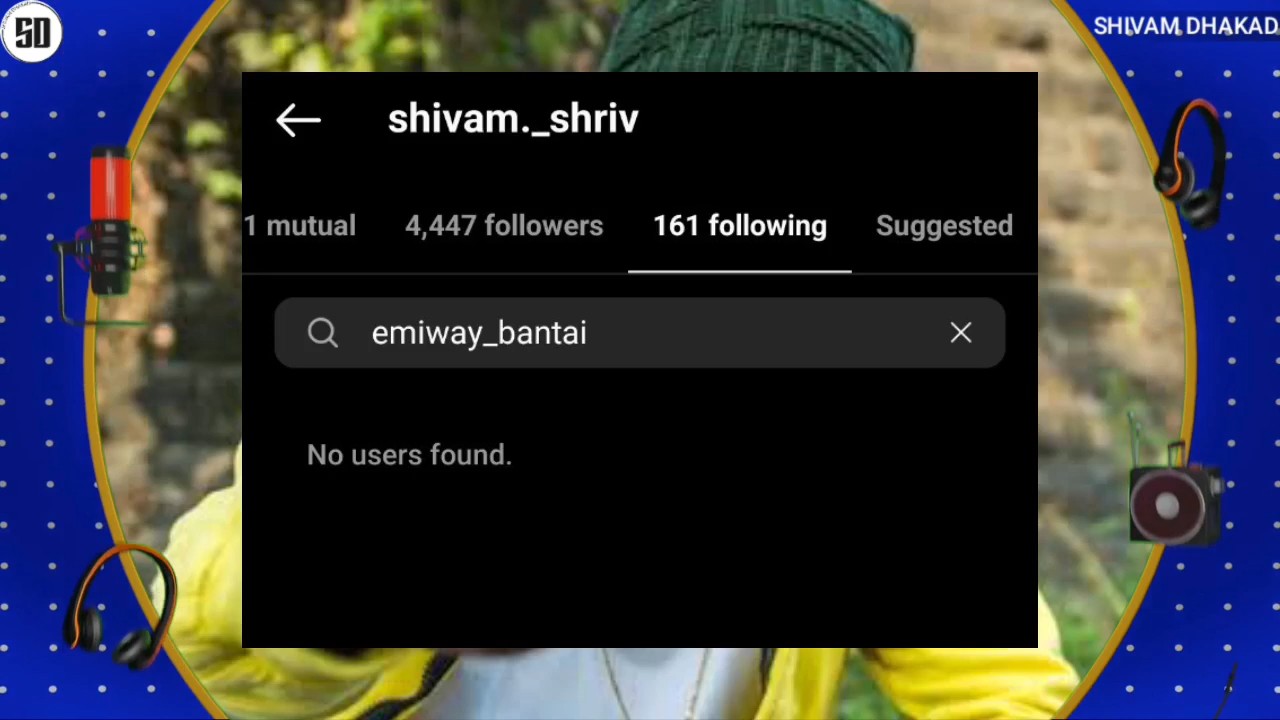 SD
SHIVAM DHAKAD
shivam._shriv
1 mutual 4,447 followers 161 following Suggested
emiway_bantai
No users found.